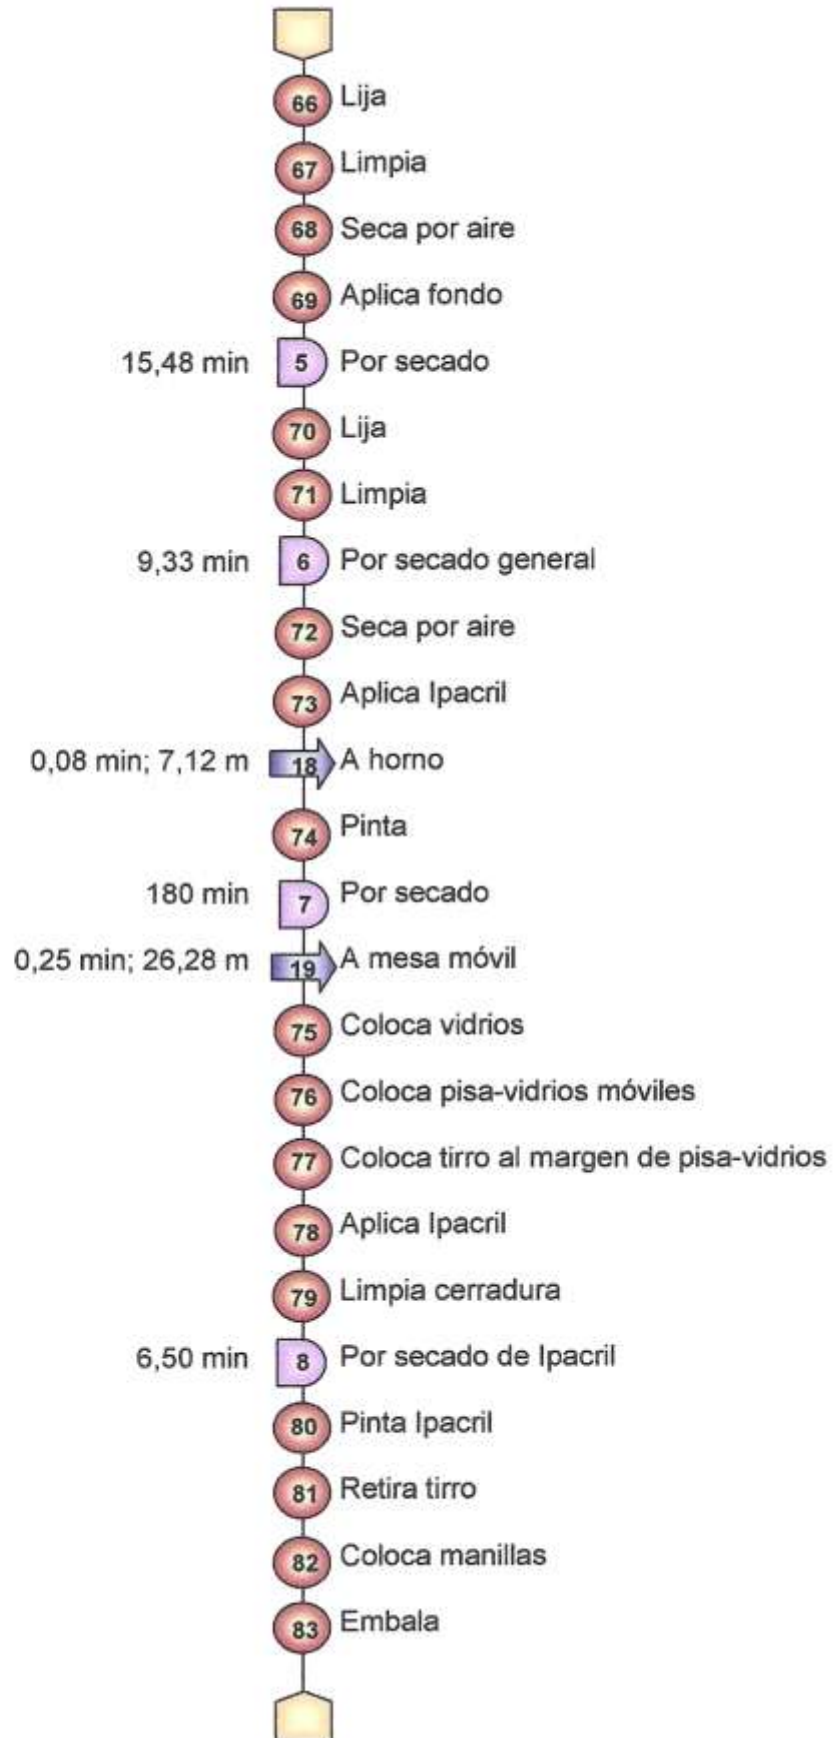 66 Lija
67 Limpia
68 Seca por aire
69 Aplica fondo
15,48 min 5 Por secado
70 Lija
71 Limpia
9,33 min 6 Por secado general
72 Seca por aire
73 Aplica Ipacril
0,08 min; 7,12 m 18 A horno
74 Pinta
180 min 7 Por secado
0,25 min; 26,28 m 19 A mesa móvil
75 Coloca vidrios
76 Coloca pisa-vidrios móviles
77 Coloca tirro al margen de pisa-vidrios
78 Aplica Ipacril
79 Limpia cerradura
6,50 min 8 Por secado de Ipacril
80 Pinta Ipacril
81 Retira tirro
82 Coloca manillas
83 Embala